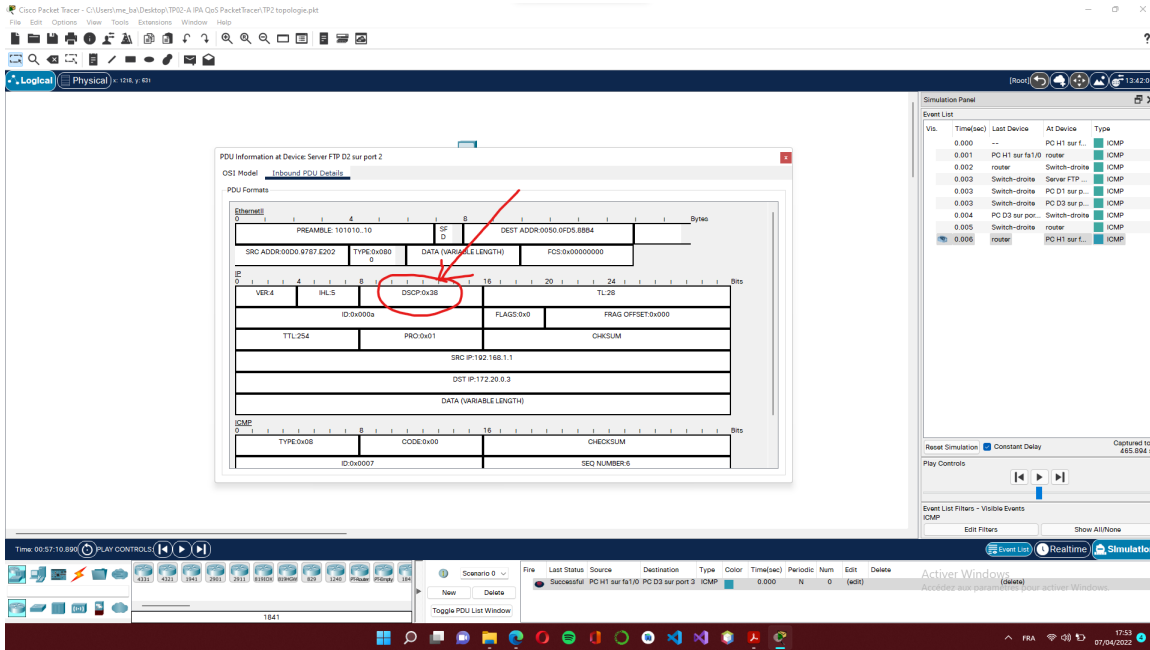 Cisco Packet Tracer - C:\Users\me_ba\Desktop\TP02-A IPA QoS PacketTracer\TP2.topologie.pkt
File Edit Options View Tools Extensions Window Help
Logical Physical x: 1218, y: 631 [Root] 13:42:0
Simulation Panel
Event List
Vis. Time(sec) Last Device At Device Type
0.000 -- PC H1 sur f... ICMP
0.001 PC H1 sur fa1/0 router ICMP
0.002 router Switch-droite ICMP
0.003 Switch-droite Server FTP ... ICMP
0.003 Switch-droite PC D1 sur p... ICMP
0.003 Switch-droite PC D3 sur p... ICMP
0.004 PC D3 sur por... Switch-droite ICMP
0.005 Switch-droite router ICMP
0.006 router PC H1 sur f... ICMP
PDU Information at Device: Server FTP D2 sur port 2
OSI Model Inbound PDU Details
PDU Formats
EthernetII
0 4 8 Bytes
PREAMBLE: 101010..10 SF D DEST ADDR:0050.0FD5.8BB4
SRC ADDR:00D0.9787.E202 TYPE:0x080 0 DATA (VARIABLE LENGTH) FCS:0x00000000
IP
0 4 8 16 20 24 Bits
VER:4 IHL:5 DSCP:0x38 TL:28
ID:0x000a FLAGS:0x0 FRAG OFFSET:0x000
TTL:254 PRO:0x01 CHKSUM
SRC IP:192.168.1.1
DST IP:172.20.0.3
DATA (VARIABLE LENGTH)
ICMP
0 8 16 Bits
TYPE:0x08 CODE:0x00 CHECKSUM
ID:0x0007 SEQ NUMBER:6
Reset Simulation Constant Delay Captured to
465.894 s
Play Controls
Event List Filters - Visible Events
ICMP
Edit Filters Show All/None
Time: 00:57:10.890 PLAY CONTROLS: Event List Realtime Simulatio
4331 4321 1941 2901 2911 819IOX 819HGW 829 1240 PT-Router PT-Empty 184
1841
Scenario 0
New Delete
Toggle PDU List Window
Fire Last Status Source Destination Type Color Time(sec) Periodic Num Edit Delete
Successful PC H1 sur fa1/0 PC D3 sur port 3 ICMP 0.000 N 0 (edit) (delete)
Activer Windows
Accédez aux paramètres pour activer Windows.
FRA 17:53
07/04/2022 4